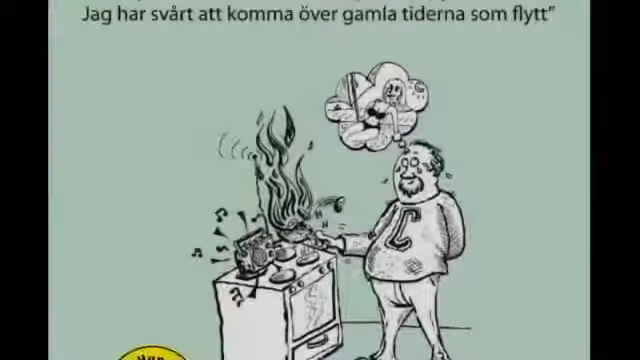 Jag har svårt att komma över gamla tiderna som flytt”
C